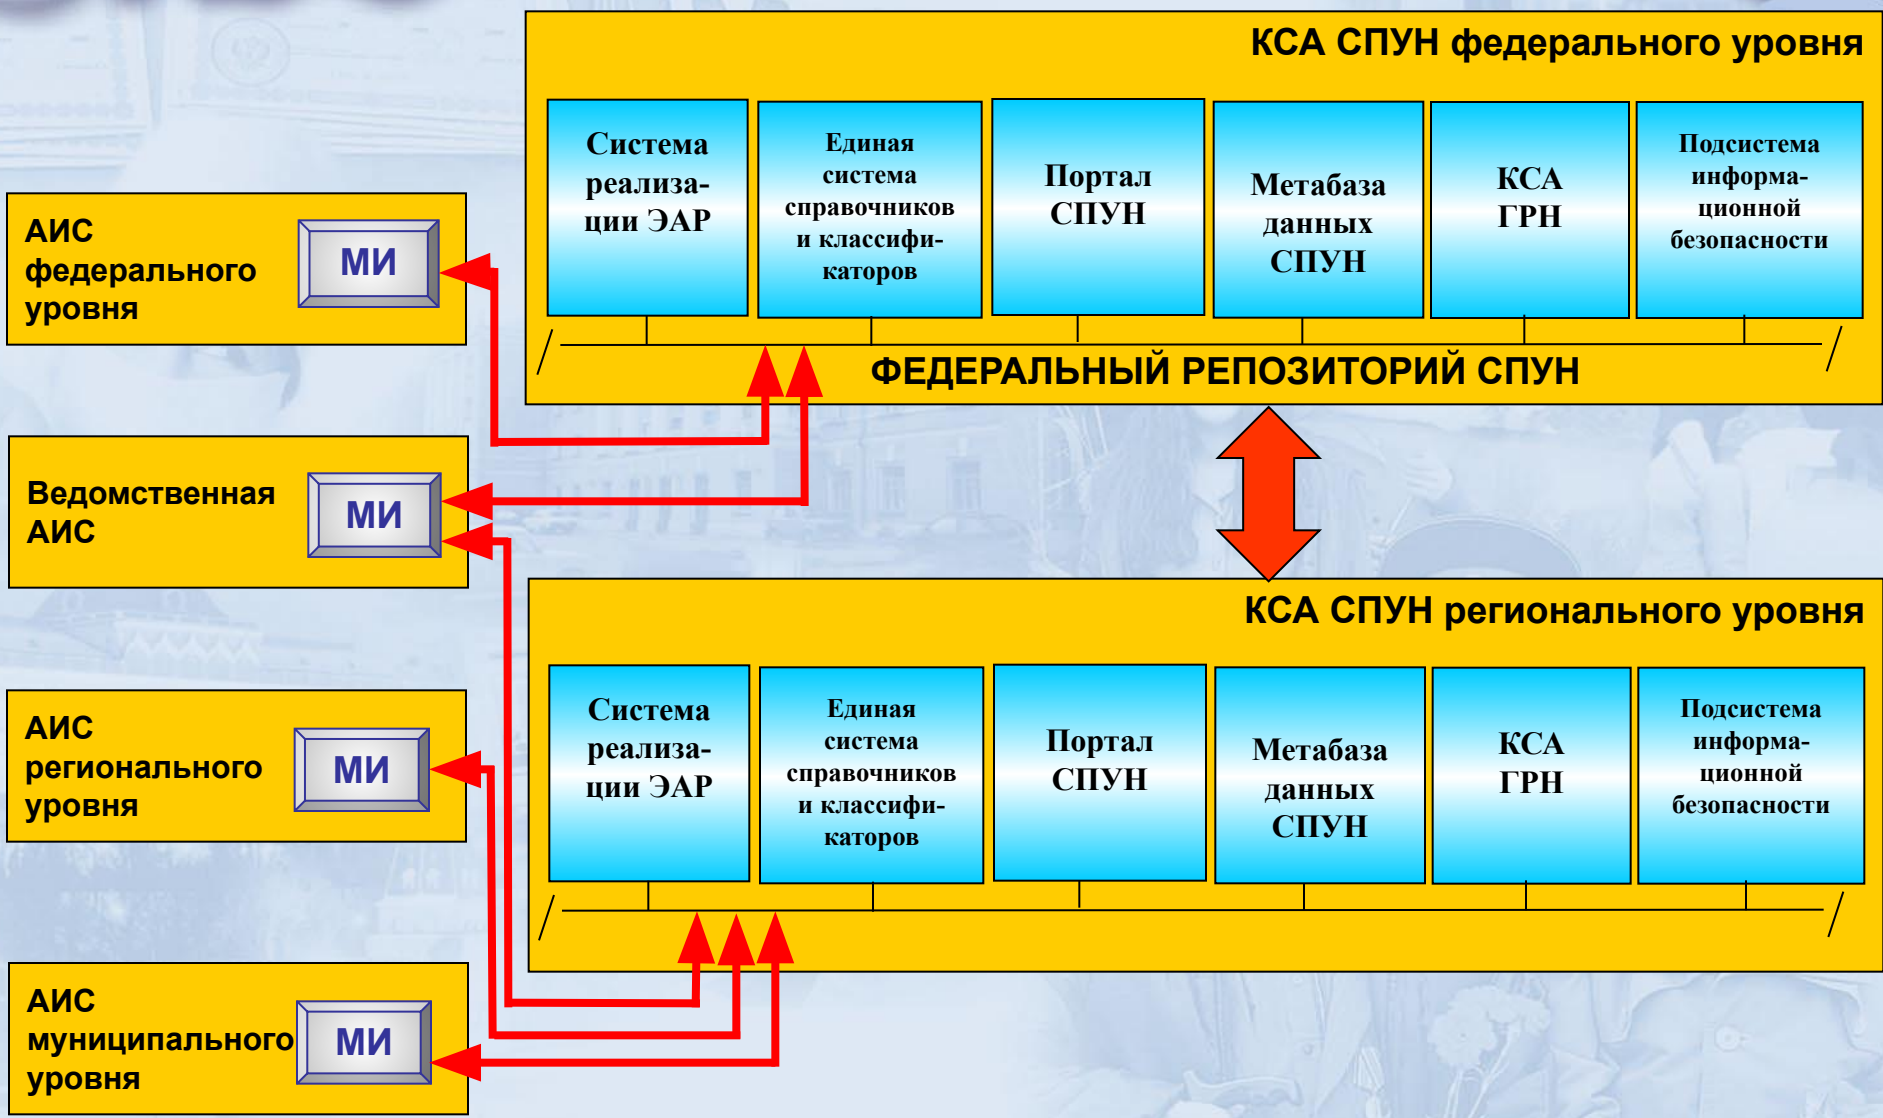 КСА СПУН федерального уровня
Система
реализа-
ции ЭАР
Единая
система
справочников
и классифи-
каторов
Портал
СПУН
Метабаза
данных
СПУН
КСА
ГРН
Подсистема
информа-
ционной
безопасности
ФЕДЕРАЛЬНЫЙ РЕПОЗИТОРИЙ СПУН
АИС
федерального
уровня
МИ
Ведомственная
АИС
МИ
КСА СПУН регионального уровня
Система
реализа-
ции ЭАР
Единая
система
справочников
и классифи-
каторов
Портал
СПУН
Метабаза
данных
СПУН
КСА
ГРН
Подсистема
информа-
ционной
безопасности
АИС
регионального
уровня
МИ
АИС
муниципального
уровня
МИ